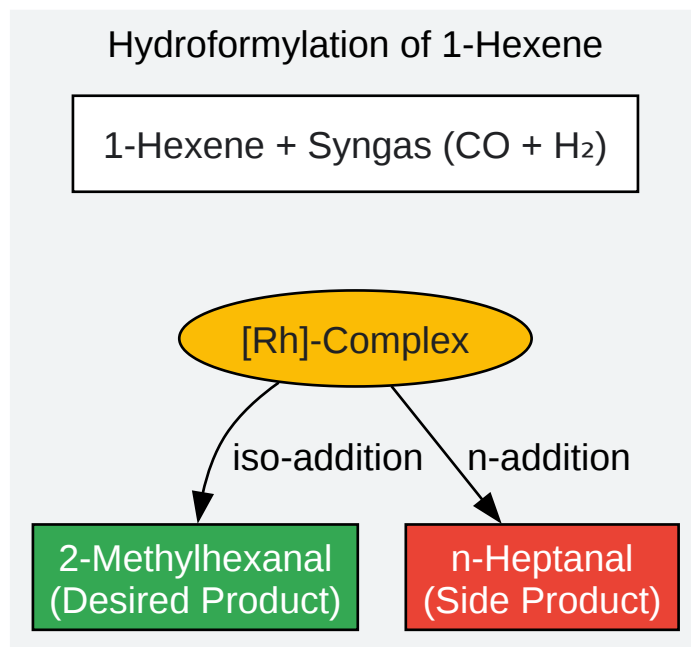 Hydroformylation of 1-Hexene
1-Hexene + Syngas (CO + H₂)
[Rh]-Complex
iso-addition
n-addition
2-Methylhexanal
(Desired Product)
n-Heptanal
(Side Product)